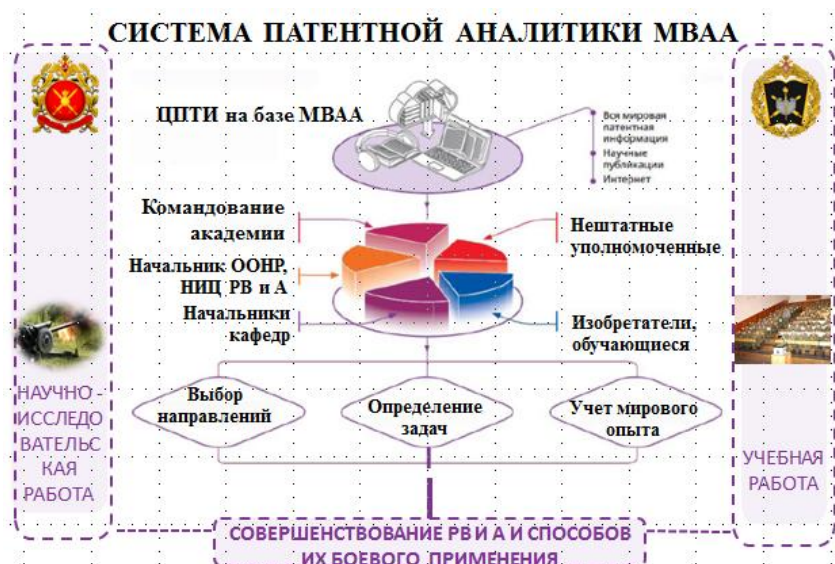 СИСТЕМА ПАТЕНТНОЙ АНАЛИТИКИ МВАА
ЦПТИ на базе МВАА
Вся мировая
патентная
информация
Научные
публикации
Интернет
Командование
академии
Нештатные
уполномоченные
Начальник ООНР,
НИЦ РВ и А
Начальники
кафедр
Изобретатели,
обучающиеся
Выбор
направлений
Определение
задач
Учет мирового
опыта
НАУЧНО -
ИССЛЕДО
ВАТЕЛЬС
КАЯ
РАБОТА
УЧЕБНАЯ
РАБОТА
СОВЕРШЕНСТВОВАНИЕ РВ И А И СПОСОБОВ
ИХ БОЕВОГО ПРИМЕНЕНИЯ